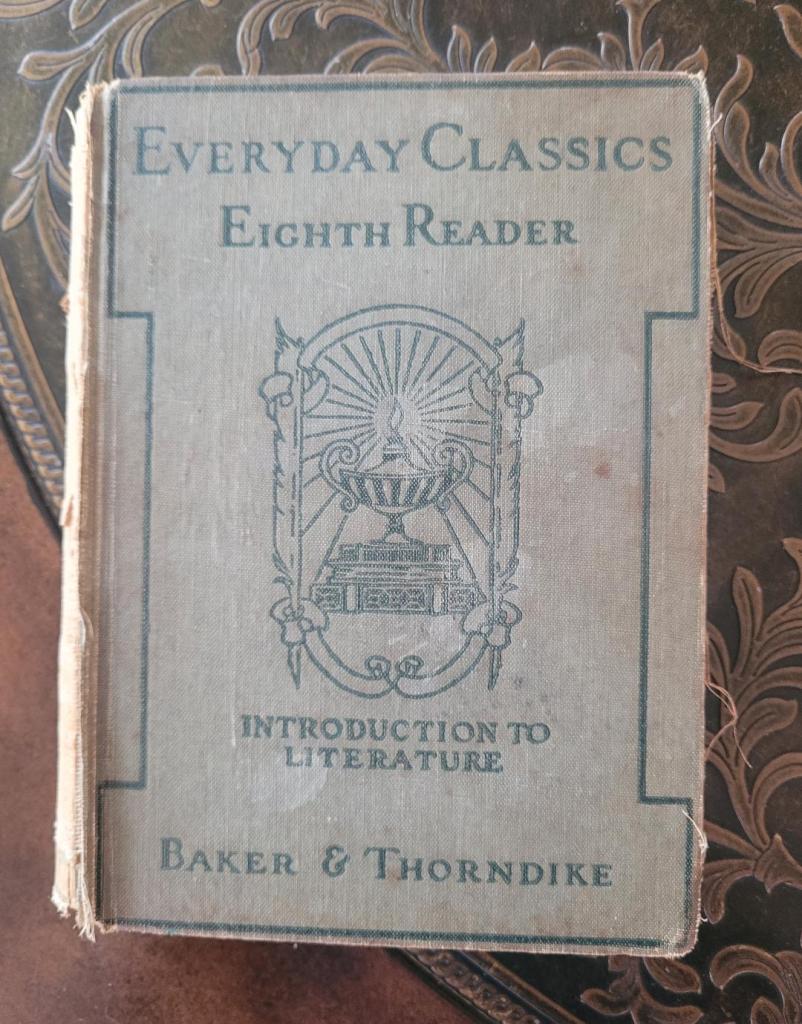 EVERYDAY CLASSICS
EIGHTH READER
INTRODUCTION TO
LITERATURE
BAKER & THORNDIKE